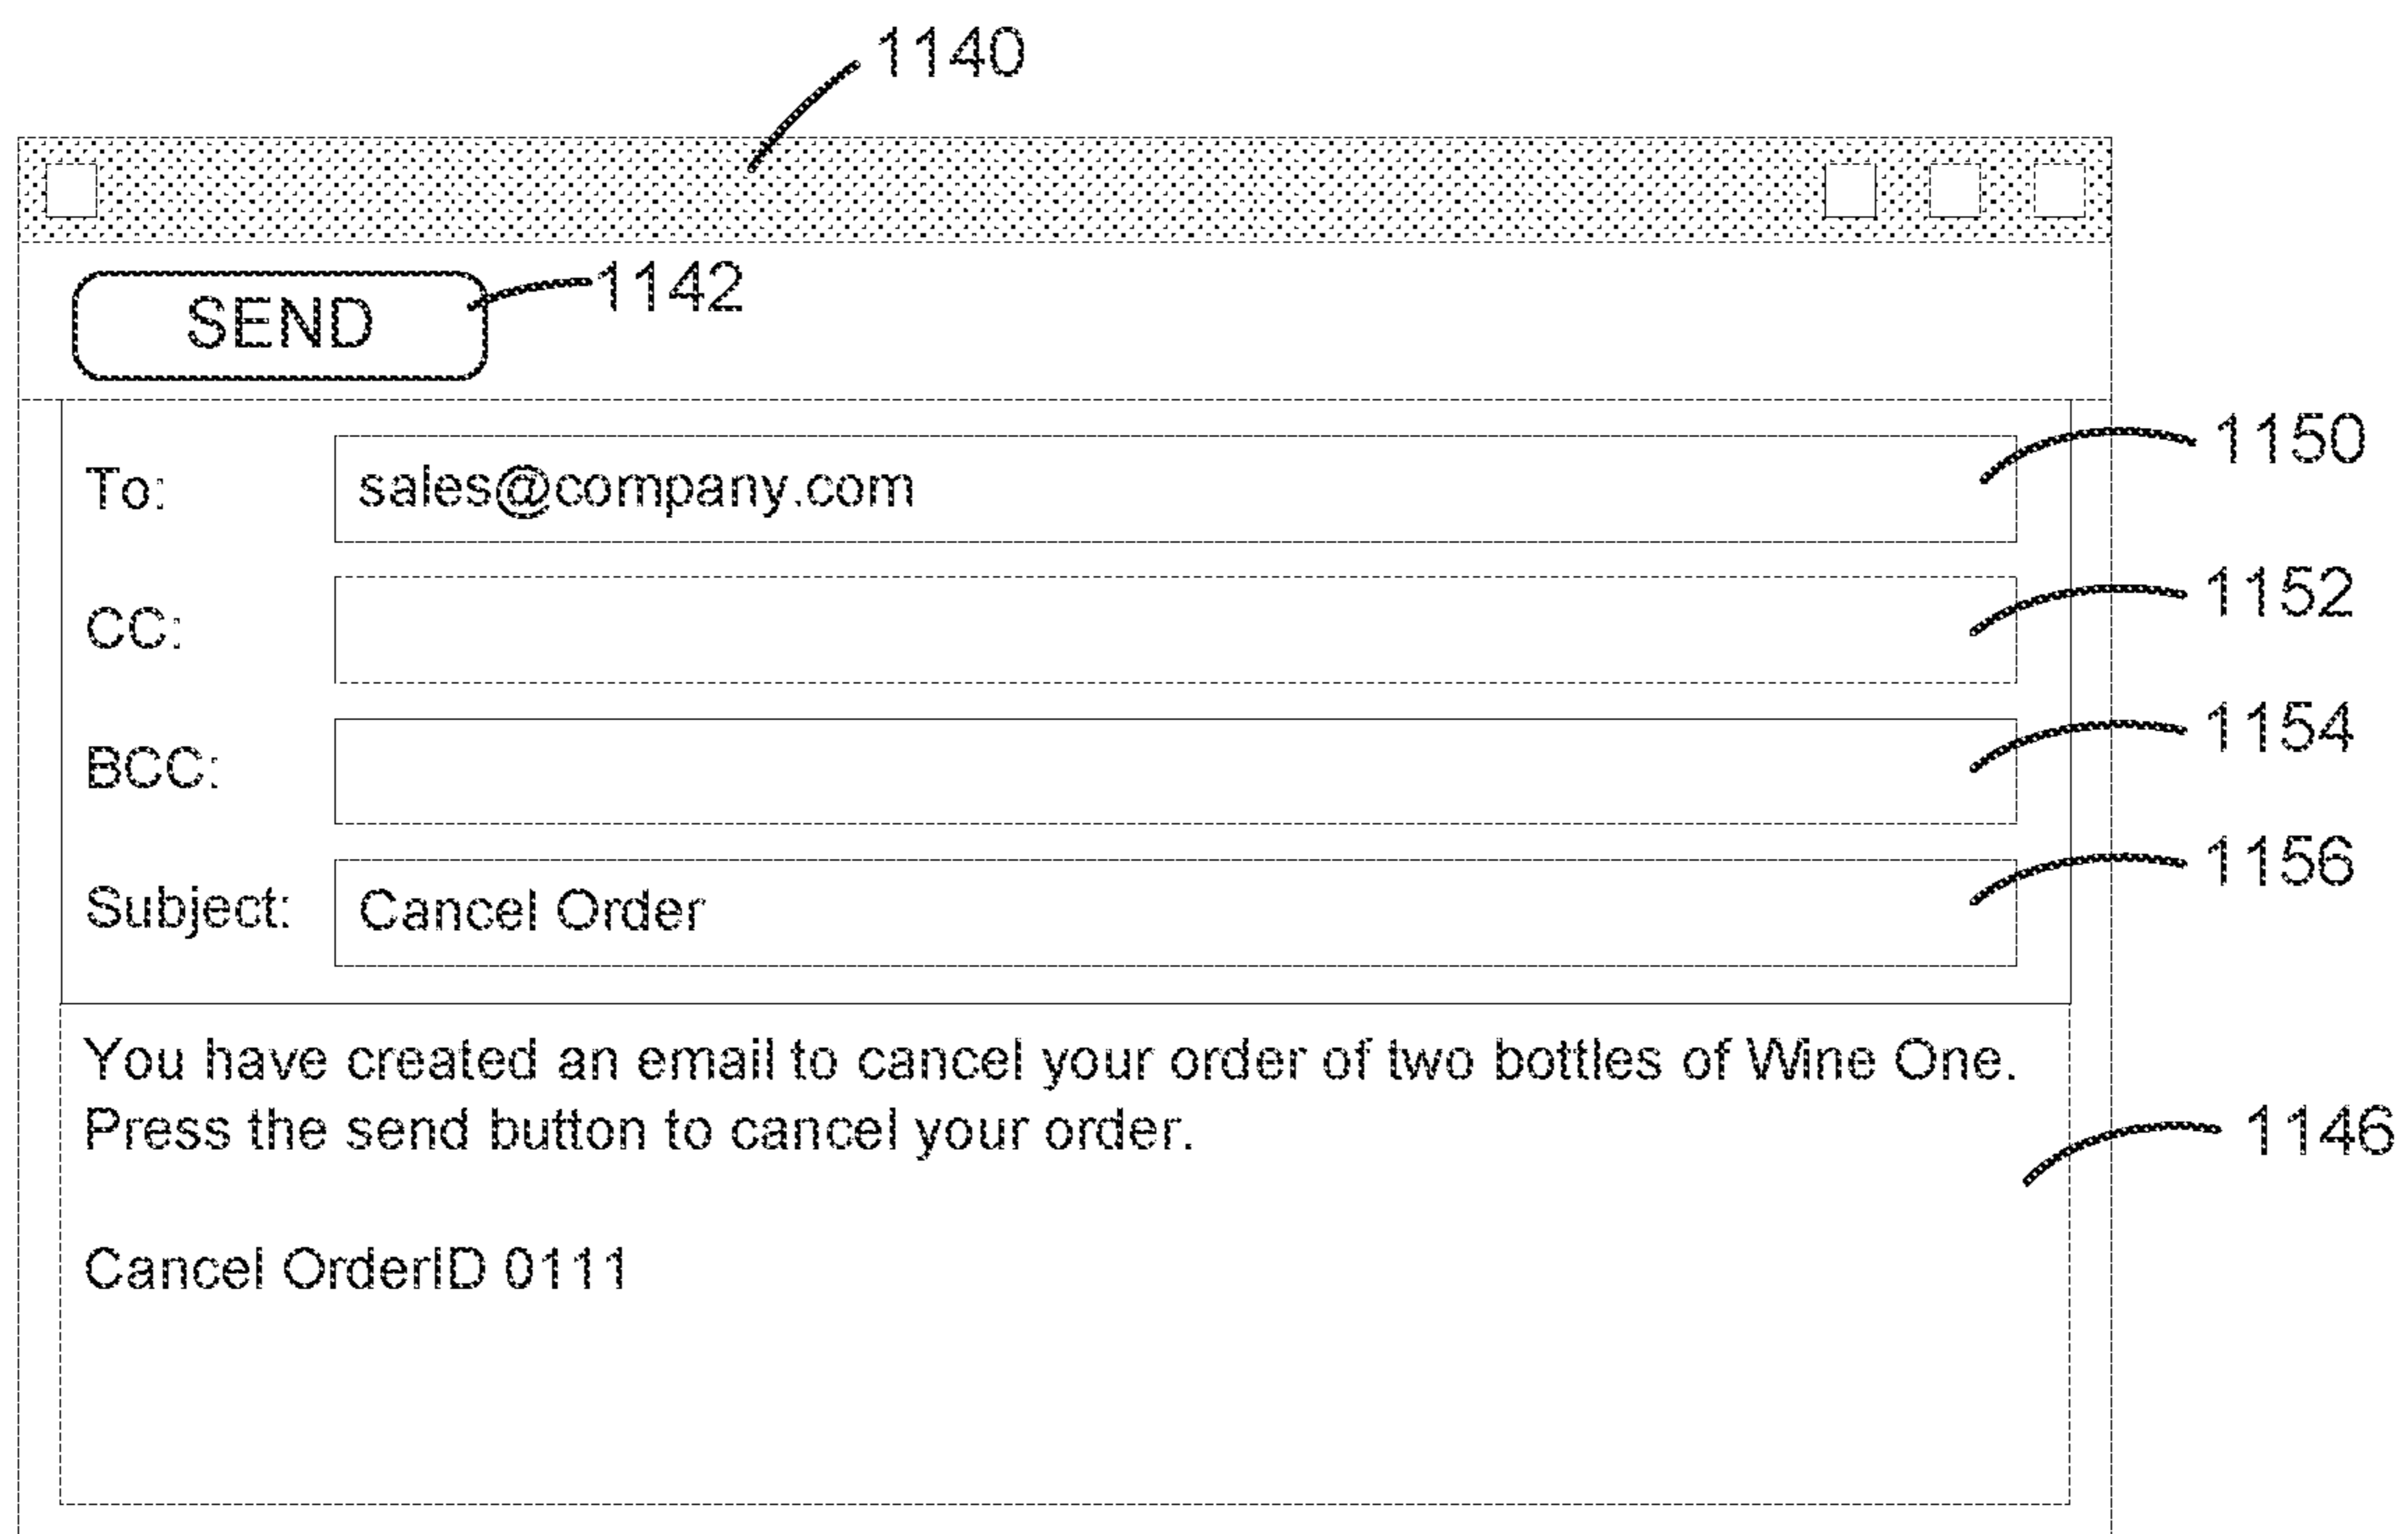 1140
SEND
1142
To:
sales@company.com
1150
CC:
1152
BCC:
1154
Subject:
Cancel Order
1156
You have created an email to cancel your order of two bottles of Wine One.
Press the send button to cancel your order.
1146
Cancel OrderID 0111